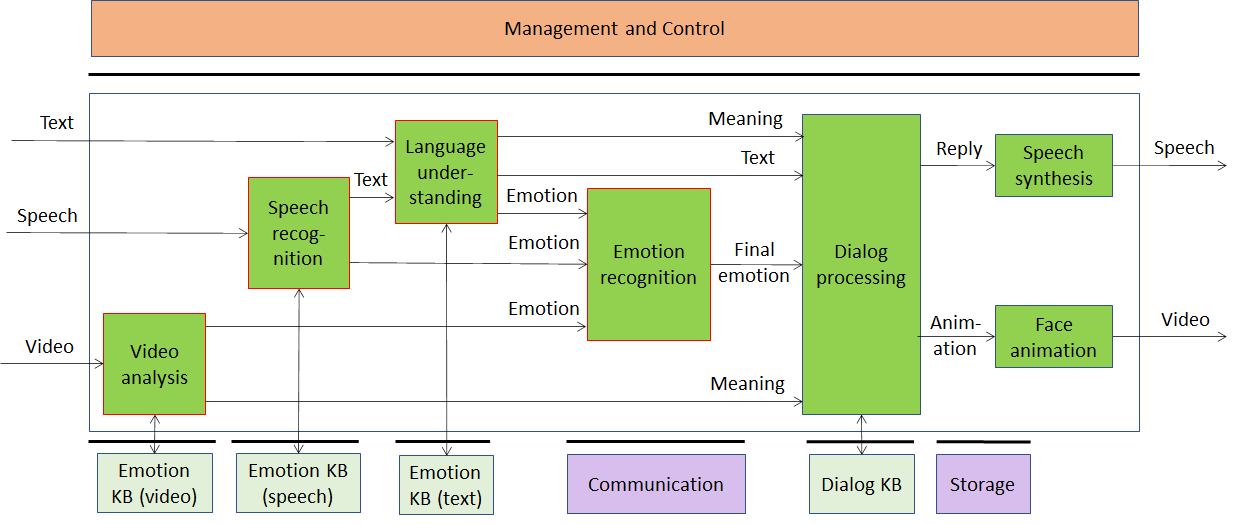 Management and Control
Text
Speech
Video
Video
analysis
Speech
recog-
nition
Text
Language
under-
standing
Meaning
Text
Emotion
Emotion
Emotion
Meaning
Emotion
recognition
Final
emotion
Dialog
processing
Reply
Anim-
ation
Speech
synthesis
Face
animation
Speech
Video
Emotion
KB (video)
Emotion KB
(speech)
Emotion
KB (text)
Communication
Dialog KB
Storage